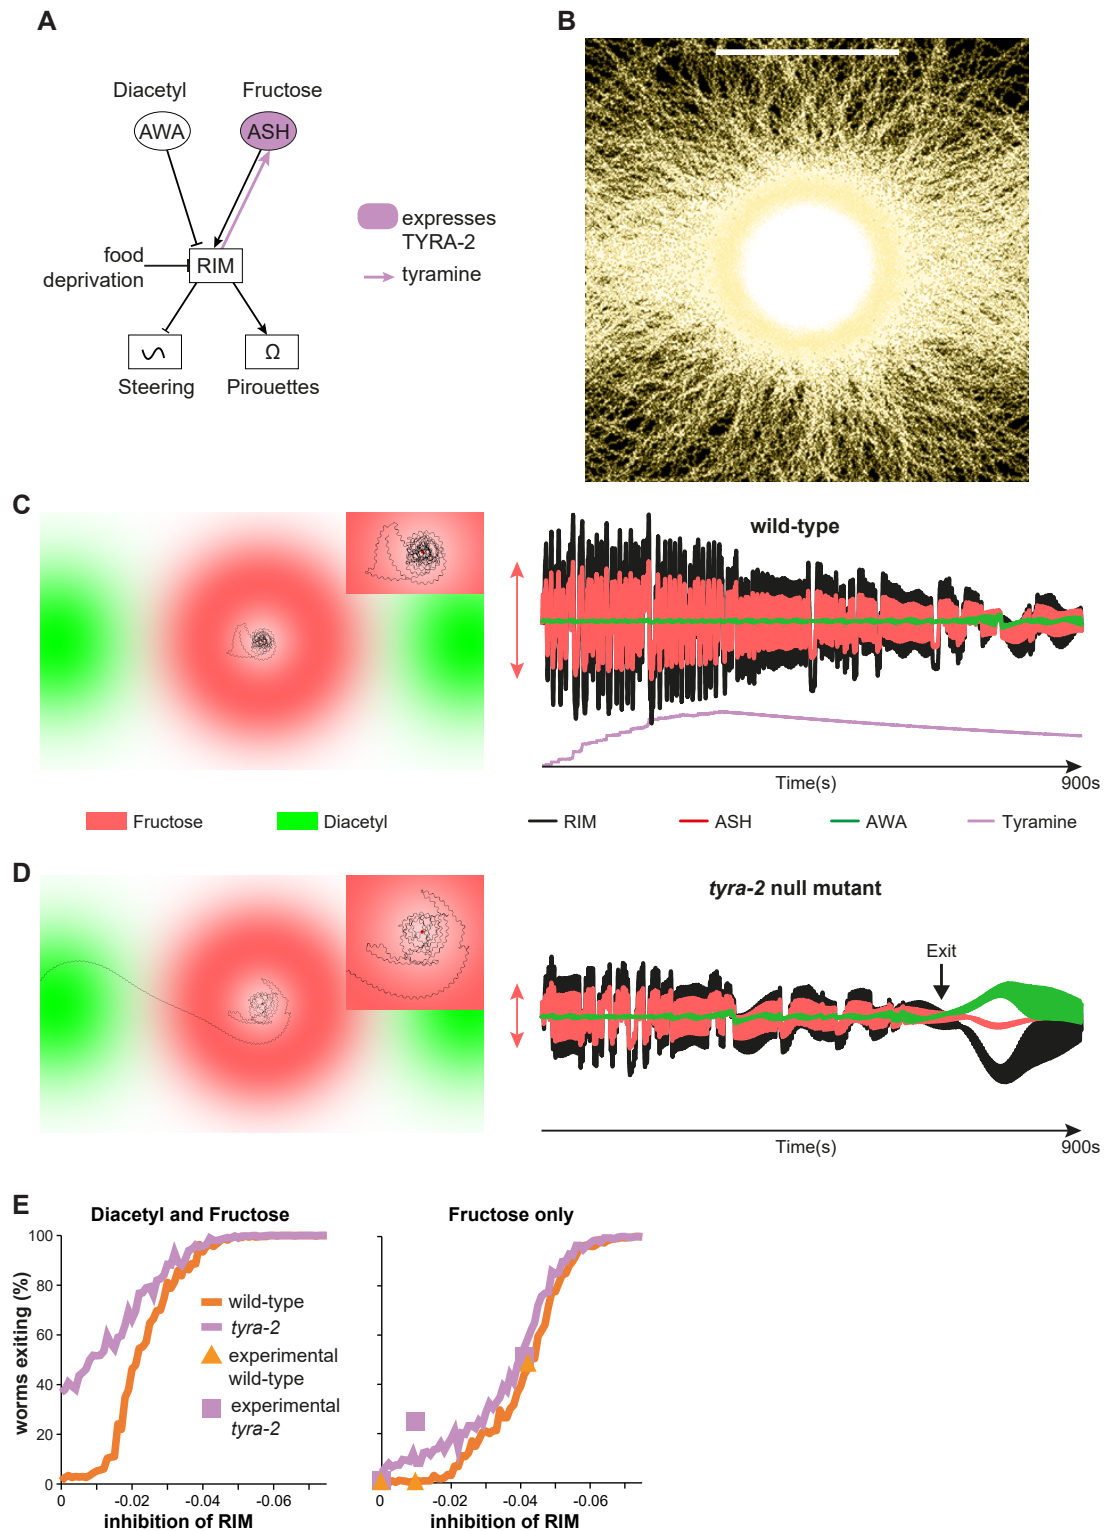 A
Diacetyl
Fructose
AWA
ASH
food
deprivation
RIM
Steering
Ω
Pirouettes
expresses
TYRA-2
tyramine
B
C
wild-type
Time(s)
900s
Fructose
Diacetyl
RIM
ASH
AWA
Tyramine
D
tyra-2 null mutant
Exit
Time(s)
900s
E
Diacetyl and Fructose
worms exiting (%)
100
80
60
40
20
0
0
-0.02
-0.04
-0.06
inhibition of RIM
wild-type
tyra-2
experimental
wild-type
experimental
tyra-2
Fructose only
0
-0.02
-0.04
-0.06
inhibition of RIM